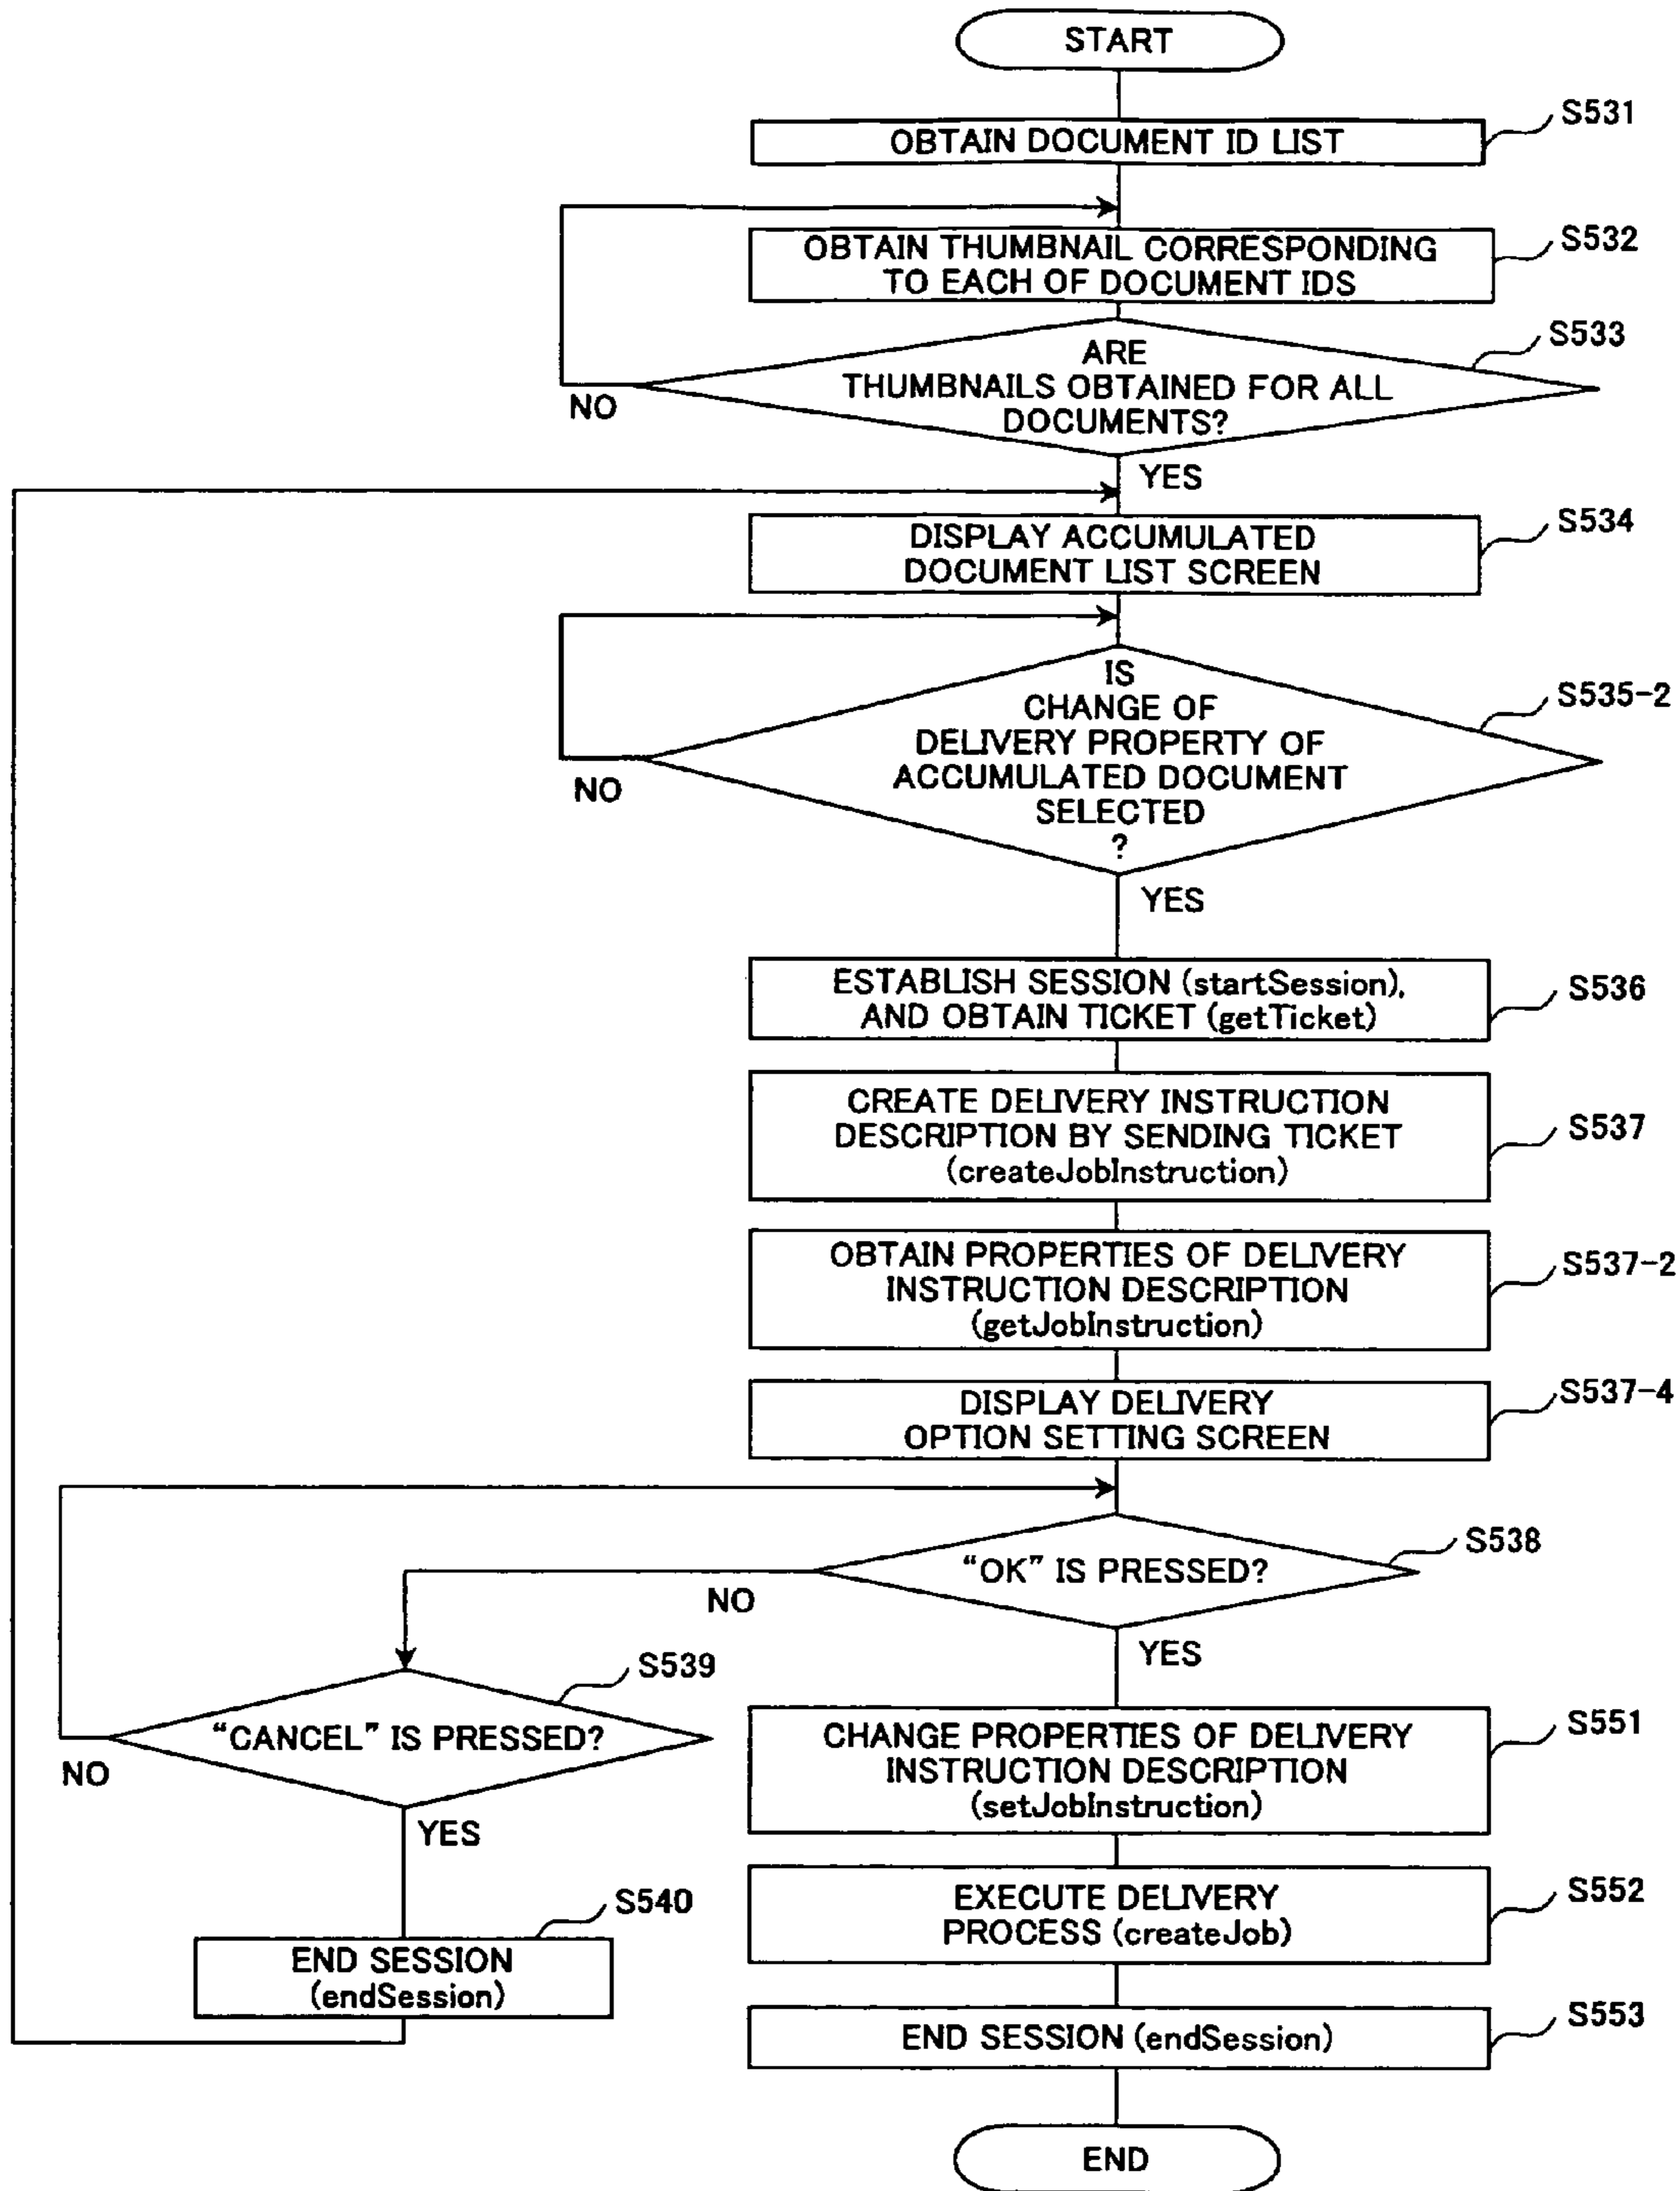 START
S531
OBTAIN DOCUMENT ID LIST
S532
OBTAIN THUMBNAIL CORRESPONDING
TO EACH OF DOCUMENT IDS
S533
ARE
THUMBNAILS OBTAINED FOR ALL
DOCUMENTS?
NO
YES
S534
DISPLAY ACCUMULATED
DOCUMENT LIST SCREEN
S535-2
IS
CHANGE OF
DELIVERY PROPERTY OF
ACCUMULATED DOCUMENT
SELECTED
?
NO
YES
S536
ESTABLISH SESSION (startSession),
AND OBTAIN TICKET (getTicket)
S537
CREATE DELIVERY INSTRUCTION
DESCRIPTION BY SENDING TICKET
(createJobInstruction)
S537-2
OBTAIN PROPERTIES OF DELIVERY
INSTRUCTION DESCRIPTION
(getJobInstruction)
S537-4
DISPLAY DELIVERY
OPTION SETTING SCREEN
S538
“OK” IS PRESSED?
NO
YES
S539
“CANCEL” IS PRESSED?
NO
YES
S540
END SESSION
(endSession)
S551
CHANGE PROPERTIES OF DELIVERY
INSTRUCTION DESCRIPTION
(setJobInstruction)
S552
EXECUTE DELIVERY
PROCESS (createJob)
S553
END SESSION (endSession)
END